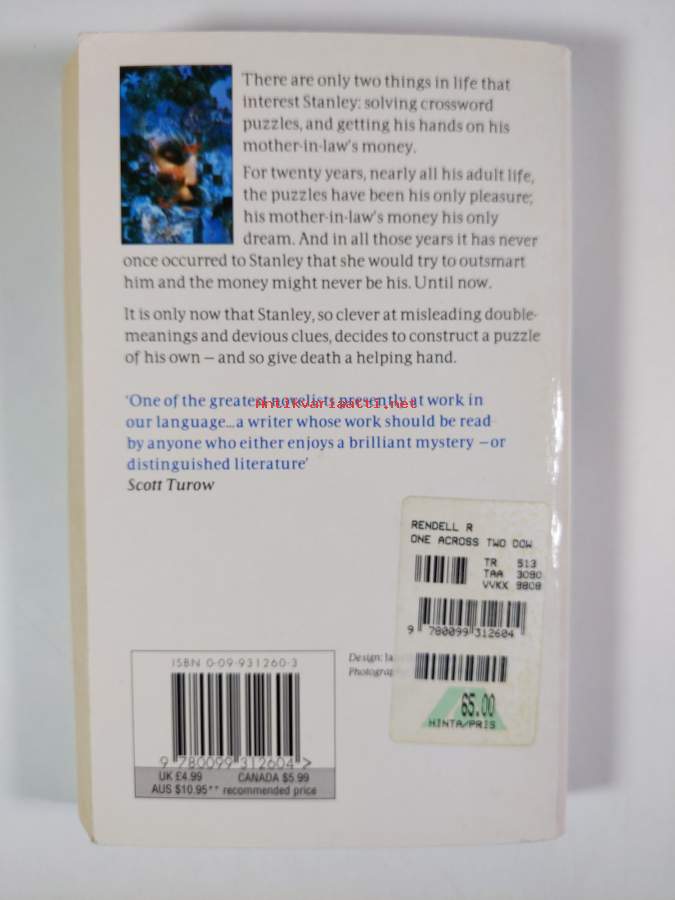 There are only two things in life that
interest Stanley: solving crossword
puzzles, and getting his hands on his
mother-in-law's money.
For twenty years, nearly all his adult life,
the puzzles have been his only pleasure;
his mother-in-law's money his only
dream. And in all those years it has never
once occurred to Stanley that she would try to outsmart
him and the money might never be his. Until now.
It is only now that Stanley, so clever at misleading double-
meanings and devious clues, decides to construct a puzzle
of his own – and so give death a helping hand.
'One of the greatest novelists presently at work in
Antikvariaatti.net
our language...a writer whose work should be read
by anyone who either enjoys a brilliant mystery – or
distinguished literature'
Scott Turow
RENDELL R
ONE ACROSS TWO DOW
TR 513
TAA 3090
VVKK 9808
9 780099 312604
65.00
HINTA/PRIS
Design:
Photograp
ISBN 0-09-931260-3
9 780099 312604 >
UK £4.99 CANADA $5.99
AUS $10.95** recommended price